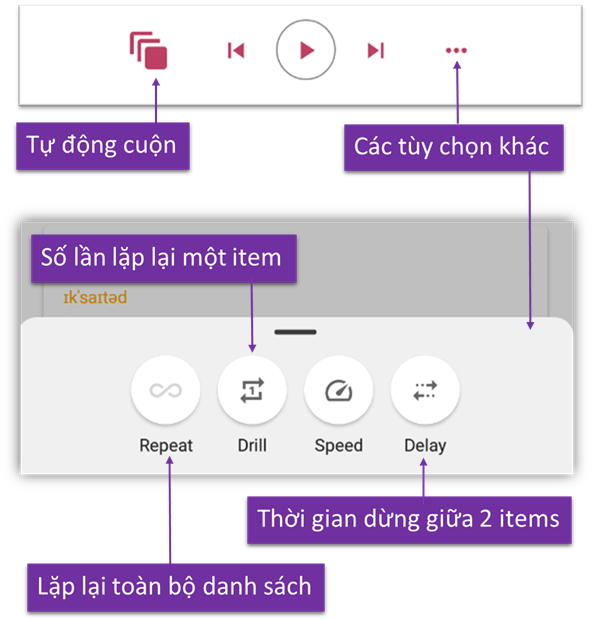 Tự động cuộn
Các tùy chọn khác
Số lần lặp lại một item
ɪkˈsaɪtəd
1
Repeat Drill Speed Delay
Thời gian dừng giữa 2 items
Lặp lại toàn bộ danh sách